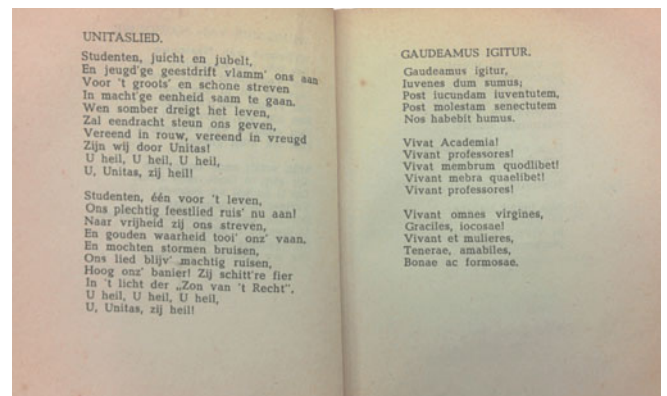 UNITASLIED.
Studenten, juicht en jubelt,
En jeugd'ge geestdrift vlamm' ons aan
Voor 't groots' en schone streven
In macht'ge eenheid saam te gaan.
Wen somber dreigt het leven,
Zal eendracht steun ons geven,
Vereend in rouw, vereend in vreugd
Zijn wij door Unitas!
U heil, U heil, U heil,
U, Unitas, zij heil!
Studenten, één voor 't leven,
Ons plechtig feestlied ruis' nu aan!
Naar vrijheid zij ons streven,
En gouden waarheid tooi' onz' vaan,
En mochten stormen bruisen,
Ons lied blijv' machtig ruisen,
Hoog onz' banier! Zij schitt're fier
In 't licht der „Zon van 't Recht".
U heil, U heil, U heil,
U, Unitas, zij heil!
GAUDEAMUS IGITUR.
Gaudeamus igitur,
Iuvenes dum sumus;
Post iucundam iuventutem,
Post molestam senectutem
Nos habebit humus.
Vivat Academia!
Vivant professores!
Vivat membrum quodlibet!
Vivant mebra quaelibet!
Vivant professores!
Vivant omnes virgines,
Graciles, iocosae!
Vivant et mulieres,
Tenerae, amabiles,
Bonae ac formosae.